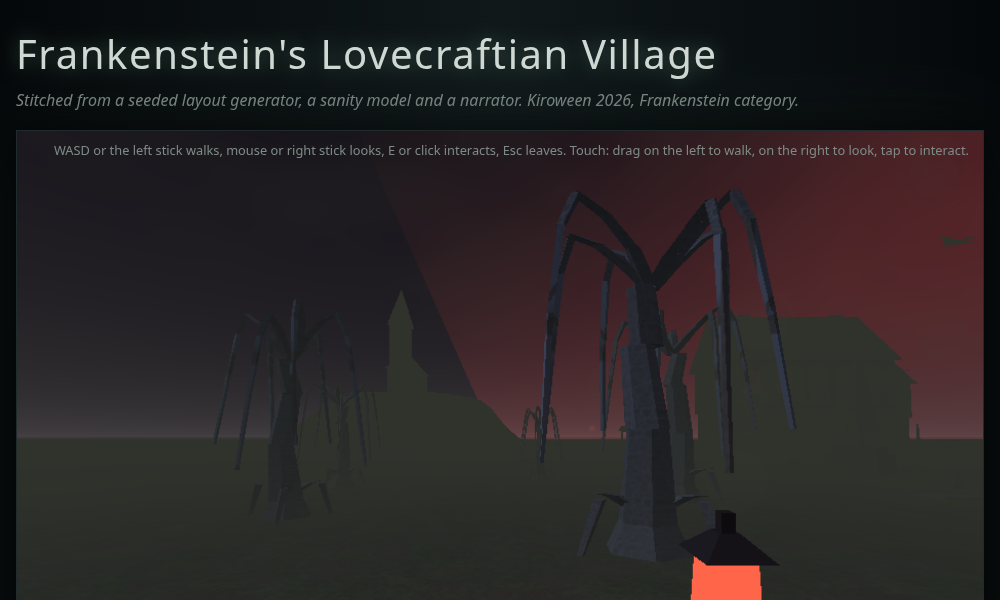 Frankenstein's Lovecraftian Village
Stitched from a seeded layout generator, a sanity model and a narrator. Kiroween 2026, Frankenstein category.
WASD or the left stick walks, mouse or right stick looks, E or click interacts, Esc leaves. Touch: drag on the left to walk, on the right to look, tap to interact.